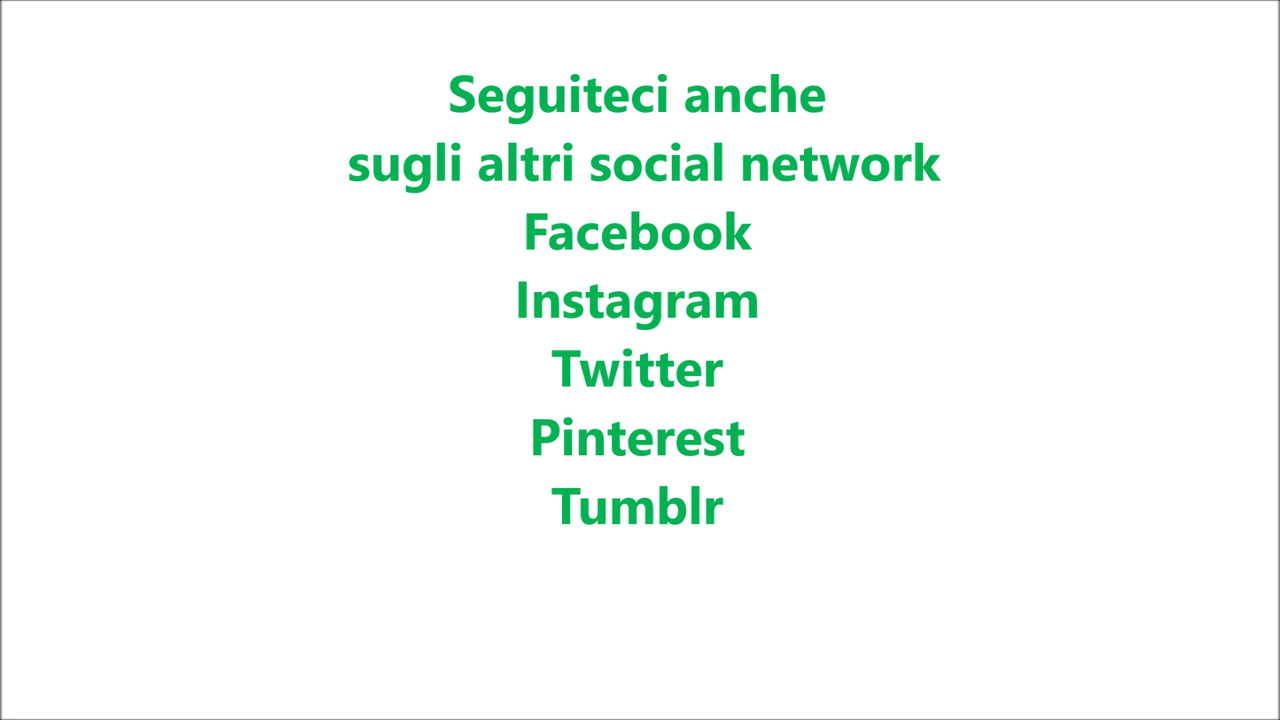 Seguiteci anche
sugli altri social network
Facebook
Instagram
Twitter
Pinterest
Tumblr